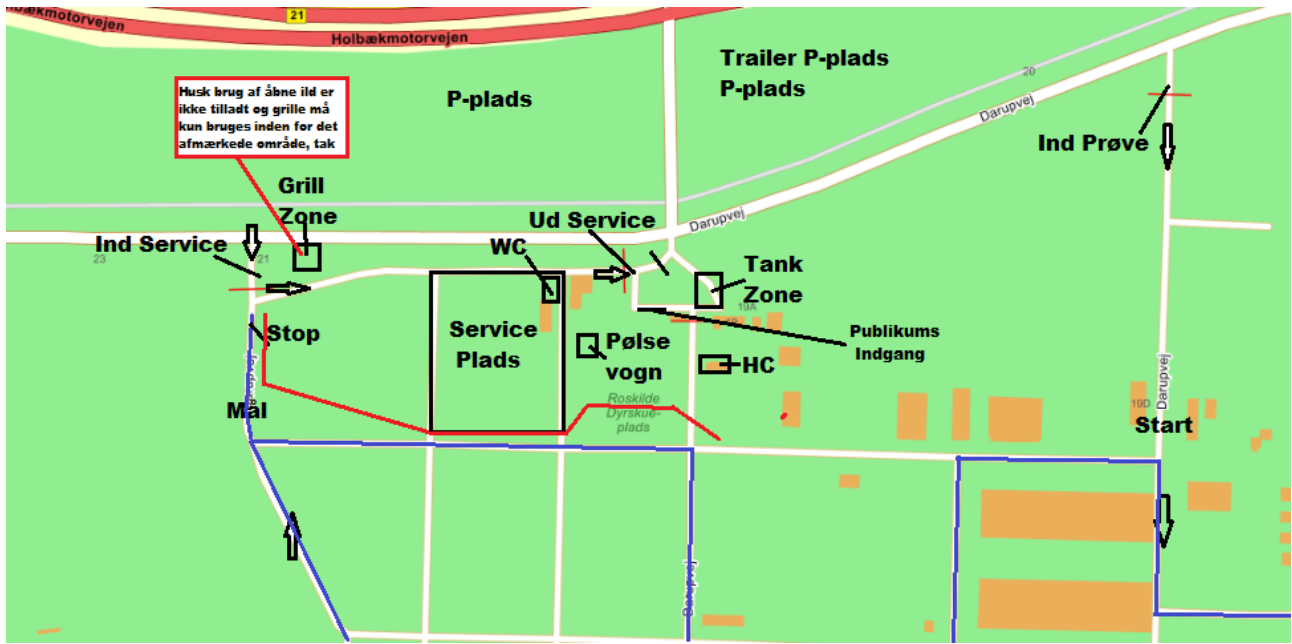 lbækmotorvejen
21
Holbækmotorvejen
Trailer P-plads
P-plads
P-plads
20
Husk brug af åbne ild er
ikke tilladt og grille må
kun bruges inden for det
afmærkede område, tak
Darupvej
Ind Prøve
Grill
Zone
Ud Service
Darupvej
Ind Service
WC
23
21
Tank
Zone
19A
Publikums
Indgang
Stop
Service
Plads
Pølse
vogn
HC
Darupvej
Mål
Roskilde
Dyrskue-
plads
19D
Darupvej
Start
Darupvej